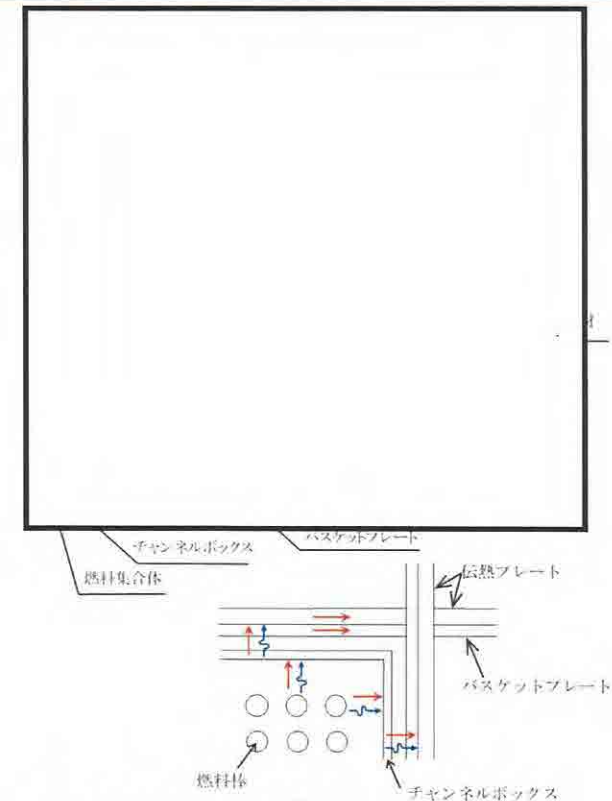 チャンネルボックス
バスケットプレート
燃料集合体
伝熱プレート
バスケットプレート
燃料棒
チャンネルボックス